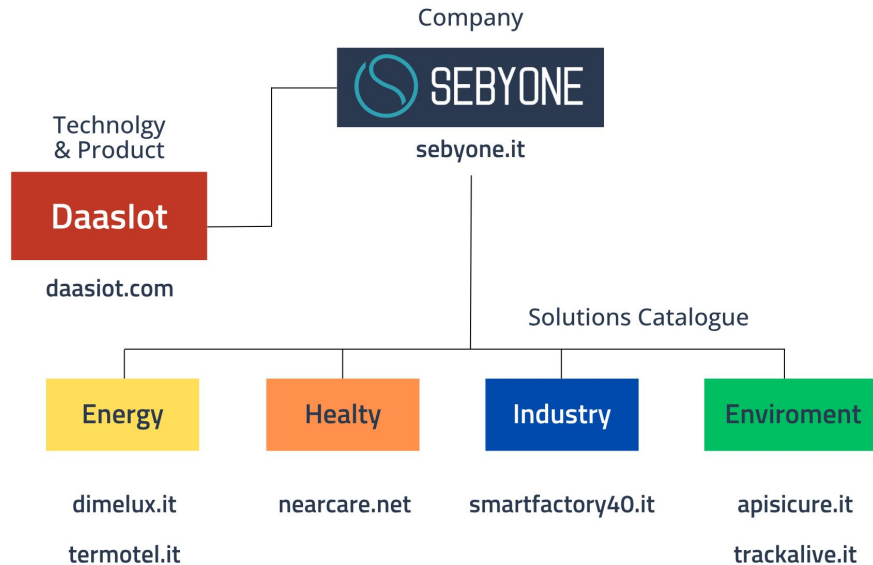 Company
SEBYONE
sebyone.it
Technolgy
& Product
DaasIot
daasiot.com
Solutions Catalogue
Energy
Healty
Industry
Enviroment
dimelux.it
nearcare.net
smartfactory40.it
apisicure.it
termotel.it
trackalive.it